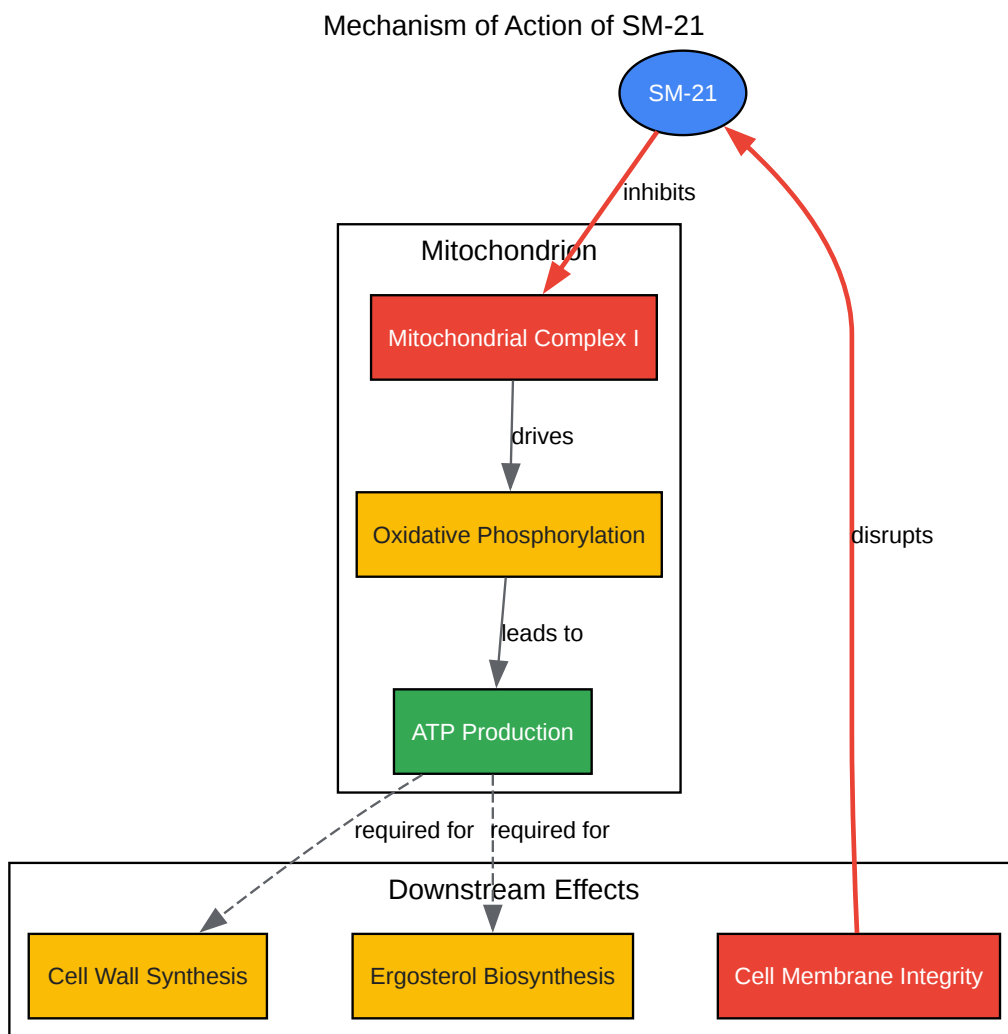 Mechanism of Action of SM-21
SM-21
inhibits
Mitochondrion
Mitochondrial Complex I
drives
Oxidative Phosphorylation
disrupts
leads to
ATP Production
required for
required for
Downstream Effects
Cell Wall Synthesis
Ergosterol Biosynthesis
Cell Membrane Integrity